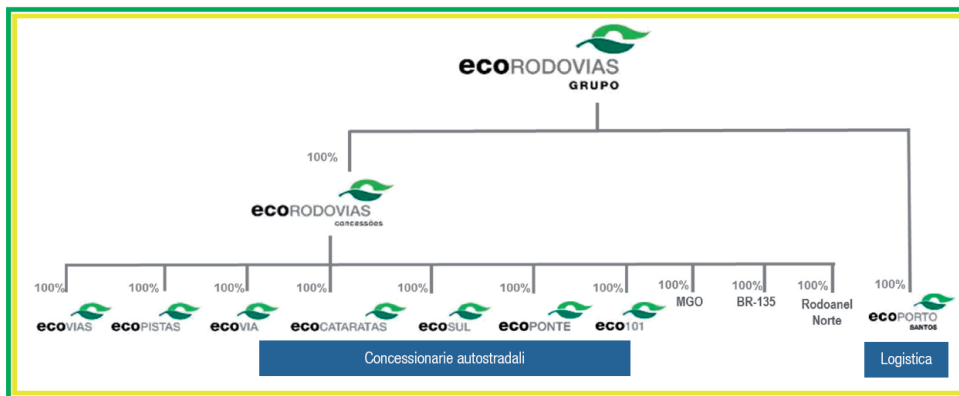 ecoRODOVIAS
GRUPO
100%
ecoRODOVIAS
concessões
100% 100% 100% 100% 100% 100% 100% 100% 100% 100% 100%
ecoVIAS ecoPISTAS ecoVIA ecoCATARATAS ecoSUL ecoPONTE eco101 MGO BR-135 Rodoanel
Norte
ecoPORTO
SANTOS
Concessionarie autostradali
Logistica